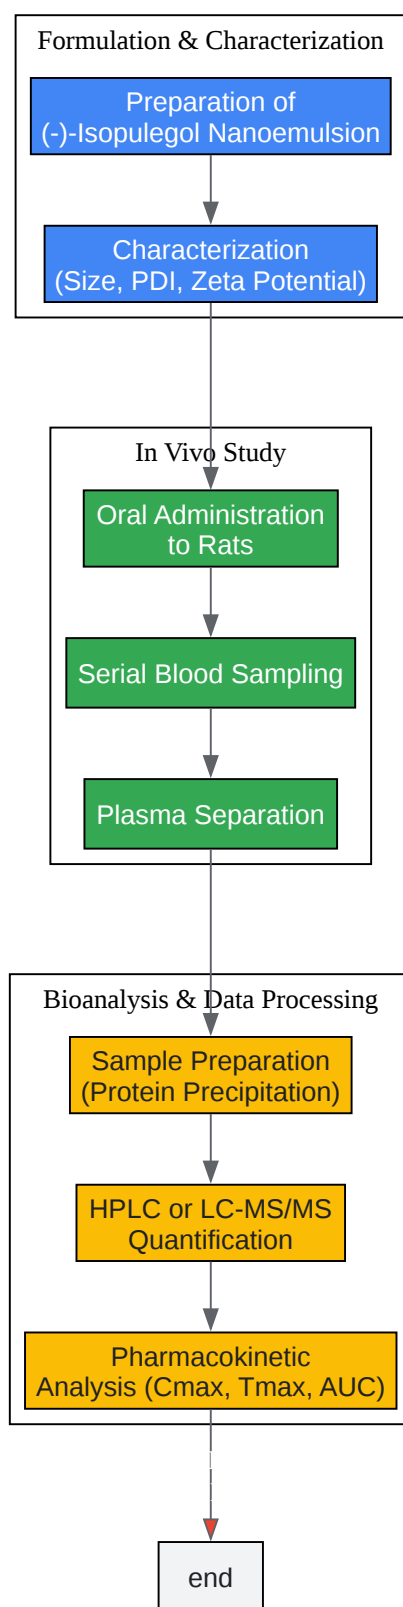 Formulation & Characterization
Preparation of
(-)-Isopulegol Nanoemulsion
Characterization
(Size, PDI, Zeta Potential)
In Vivo Study
Oral Administration
to Rats
Serial Blood Sampling
Plasma Separation
Bioanalysis & Data Processing
Sample Preparation
(Protein Precipitation)
HPLC or LC-MS/MS
Quantification
Pharmacokinetic
Analysis (Cmax, Tmax, AUC)
end